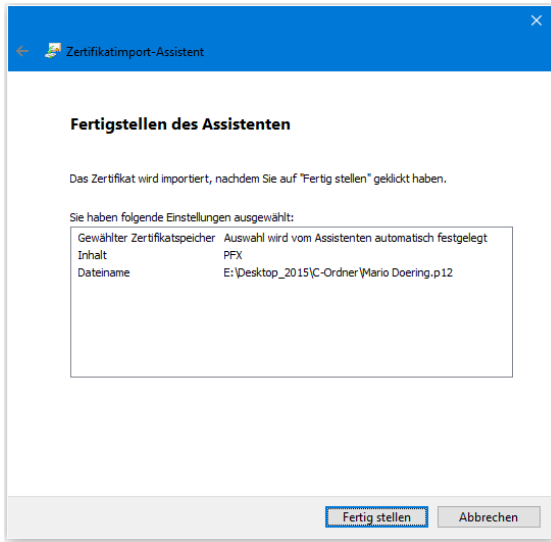 Zertifikatimport-Assistent
Fertigstellen des Assistenten
Das Zertifikat wird importiert, nachdem Sie auf "Fertig stellen" geklickt haben.
Sie haben folgende Einstellungen ausgewählt:
Gewählter Zertifikatspeicher Auswahl wird vom Assistenten automatisch festgelegt
Inhalt PFX
Dateiname E:\Desktop_2015\C-Ordner\Mario Doering.p12
Fertig stellen Abbrechen